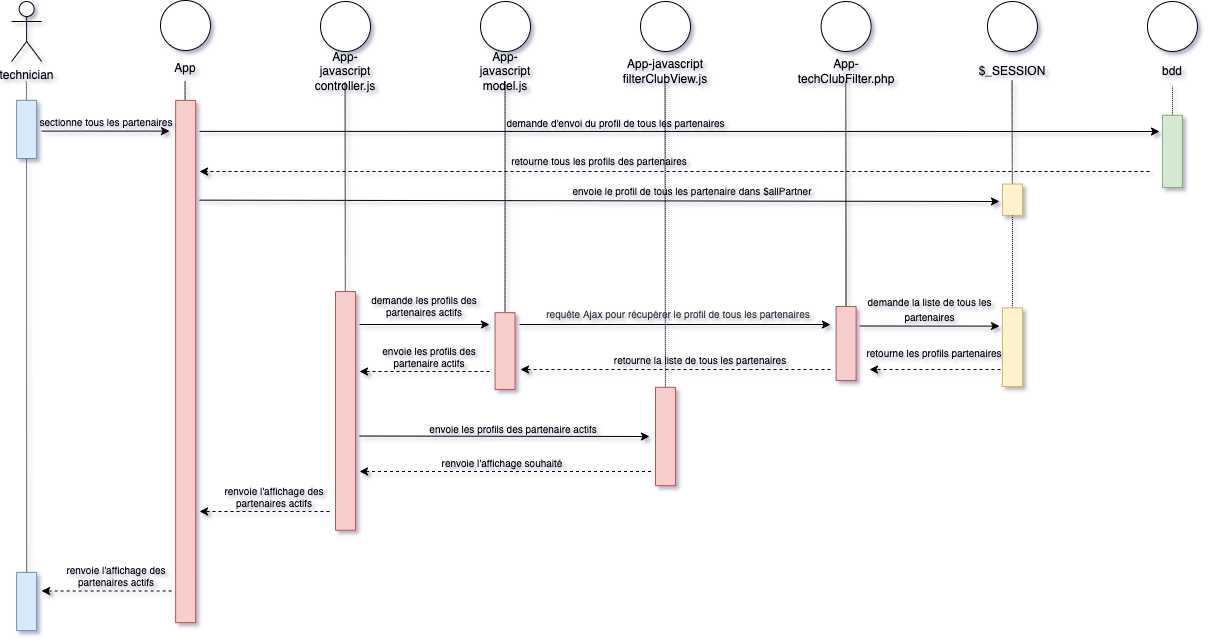 technician
App
App-
javascript
controller.js
App-
javascript
model.js
App-javascript
filterClubView.js
App-
techClubFilter.php
$_SESSION
bdd
sectionne tous les partenaires
demande d'envoi du profil de tous les partenaires
retourne tous les profils des partenaires
envoie le profil de tous les partenaire dans $allPartner
demande les profils des
partenaires actifs
requête Ajax pour récupérer le profil de tous les partenaires
demande la liste de tous les
partenaires
envoie les profils des
partenaire actifs
retourne la liste de tous les partenaires
retourne les profils partenaires
envoie les profils des partenaire actifs
renvoie l'affichage souhaité
renvoie l'affichage des
partenaires actifs
renvoie l'affichage des
partenaires actifs